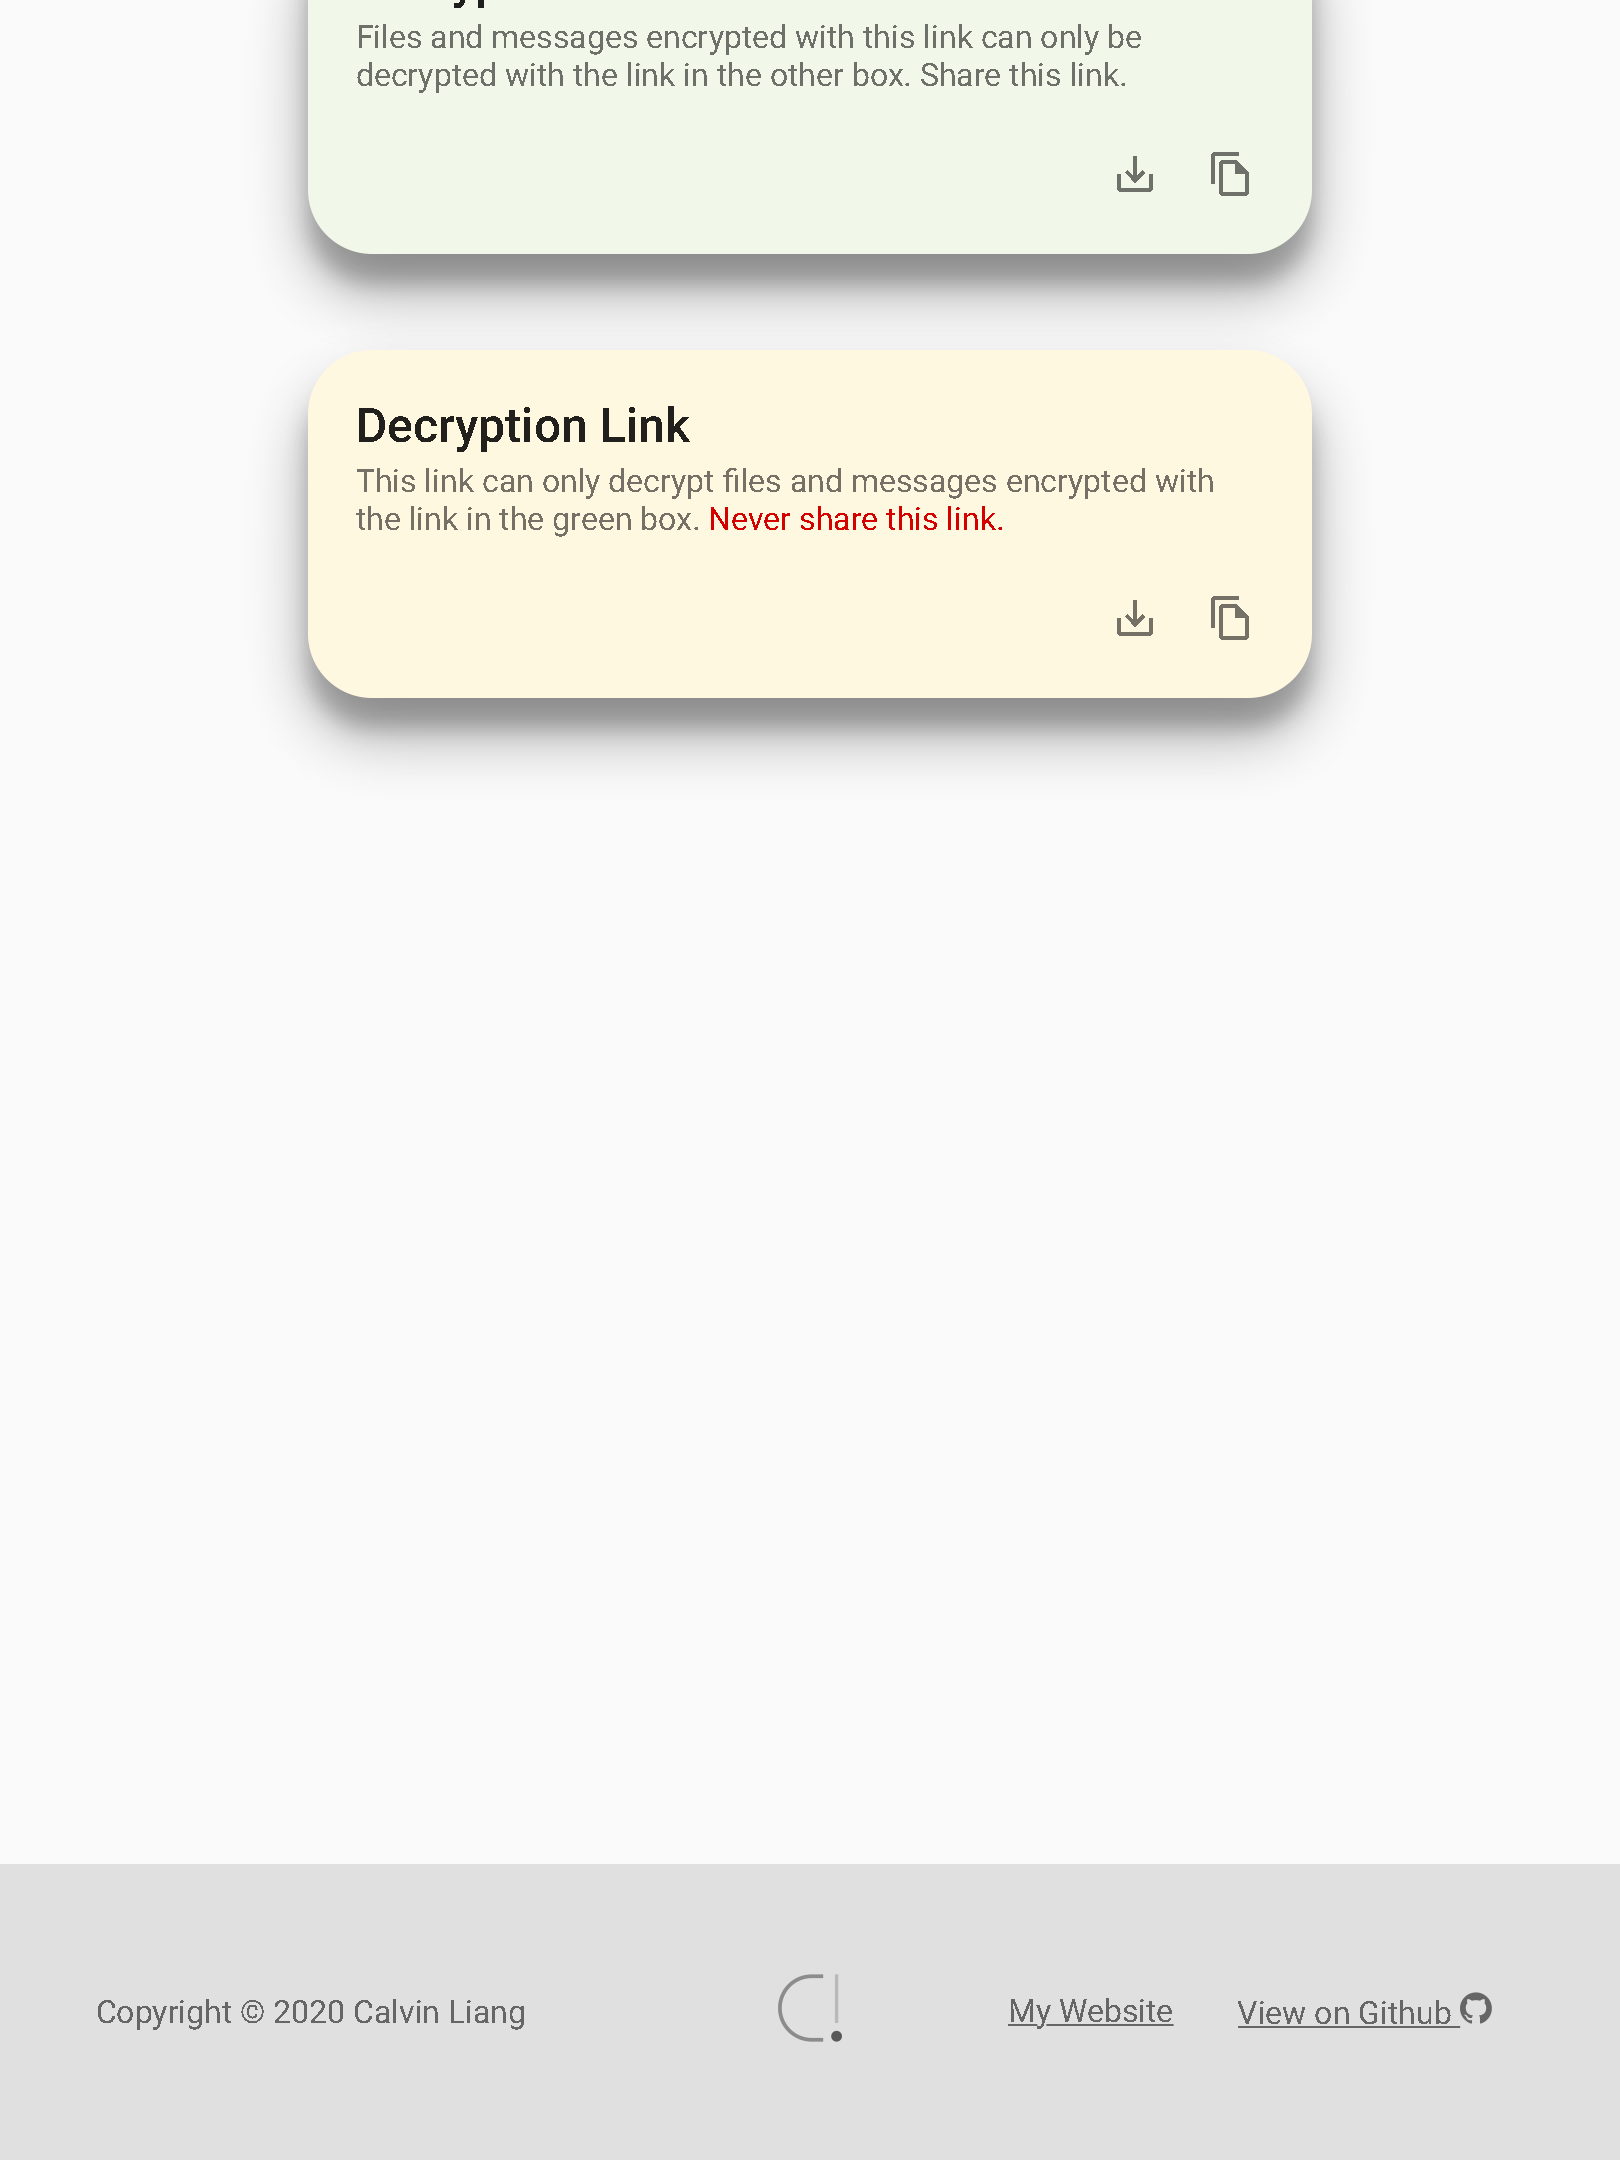 Files and messages encrypted with this link can only be
decrypted with the link in the other box. Share this link.
Decryption Link
This link can only decrypt files and messages encrypted with
the link in the green box. Never share this link.
Copyright © 2020 Calvin Liang
My Website
View on Github